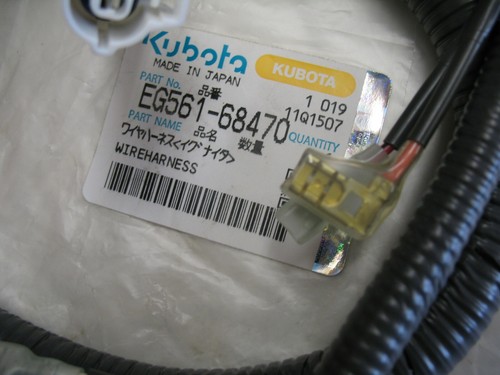 Kubota KUBOTA
MADE IN JAPAN
PART No. 品番 1 019
EG561-68470 11Q1507
PART NAME 品名 数量 QUANTITY
ワイヤハーネス<イグナイタ>
WIREHARNESS